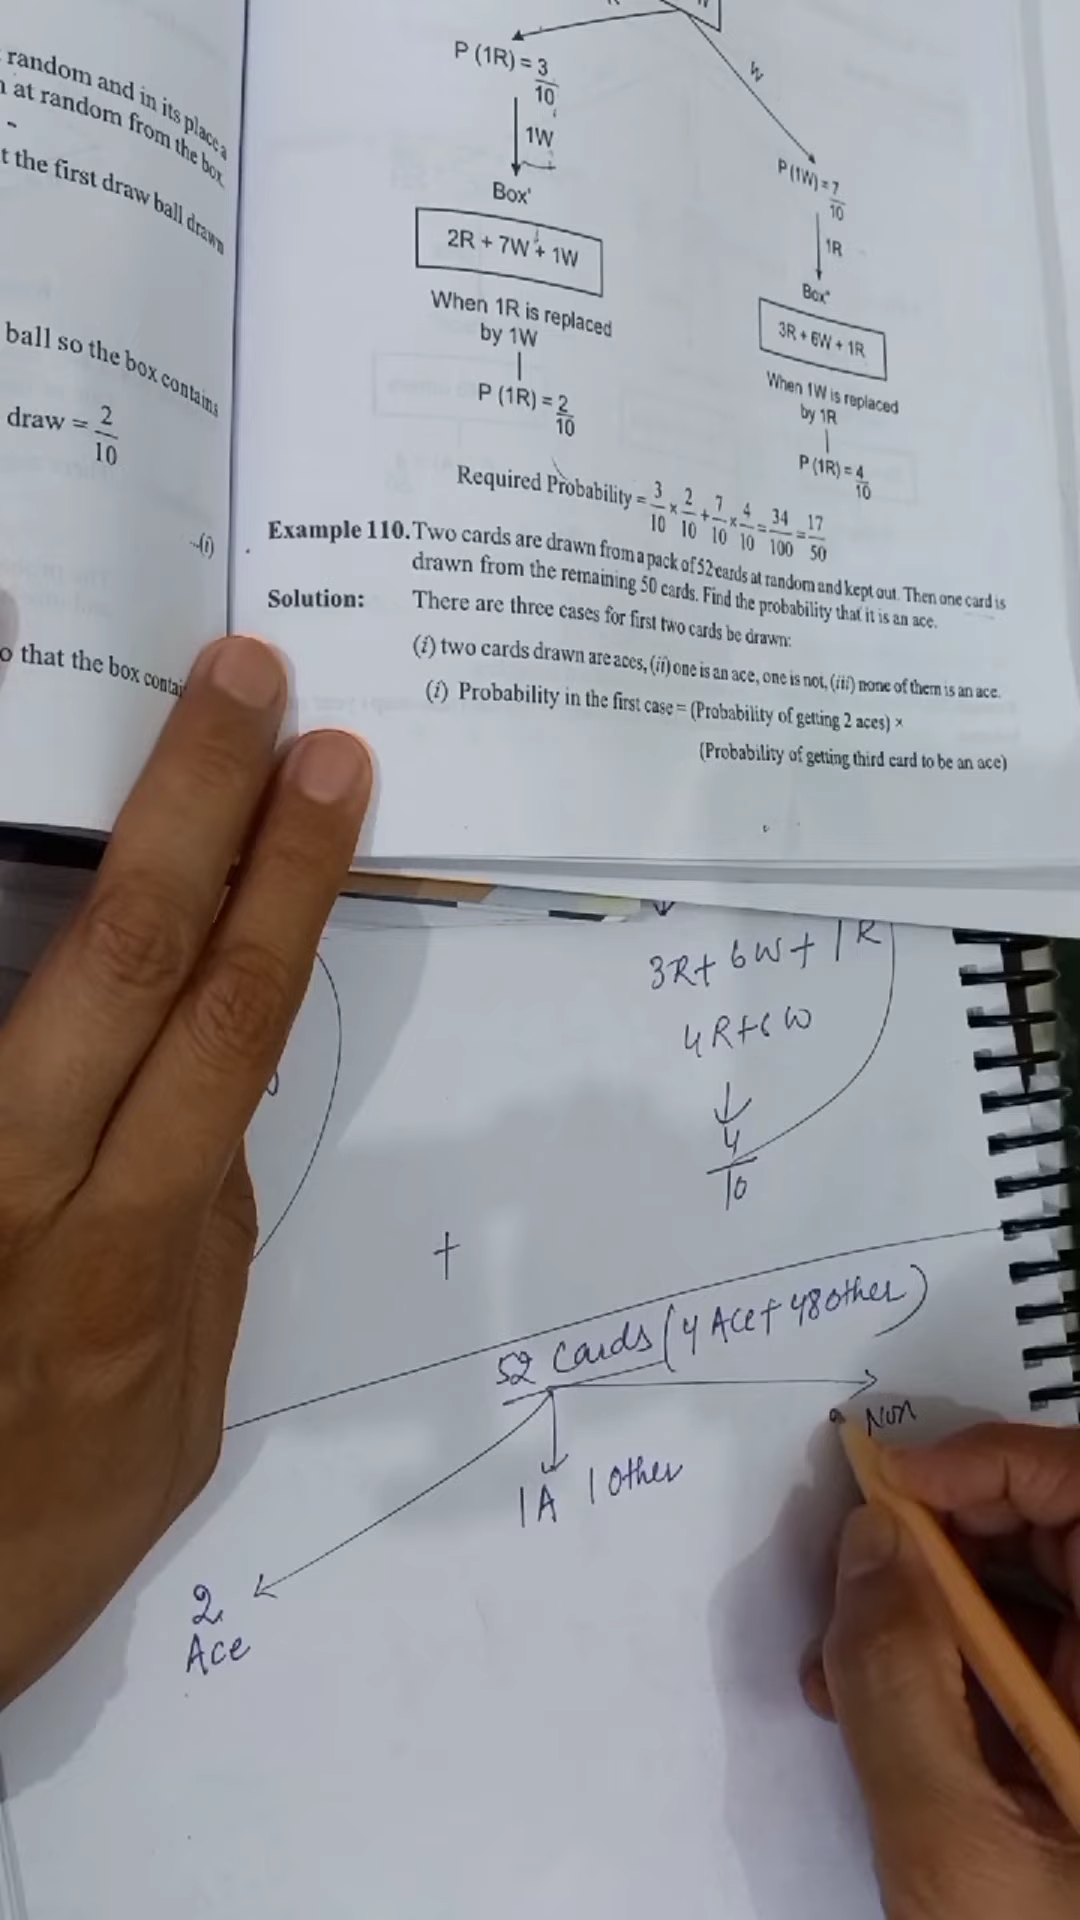 random and in its place a
at random from the box.
t the first draw ball drawn
ball so the box contains
draw = 2/10
...(i)
o that the box contai
W
P (1R) = 3/10
1W
Box'
2R + 7W + 1W
When 1R is replaced
by 1W
P (1R) = 2/10
P (1W) = 7/10
1R
Box"
3R + 6W + 1R
When 1W is replaced
by 1R
P (1R) = 4/10
Required Probability = 3/10 × 2/10 + 7/10 × 4/10 = 34/100 = 17/50
Example 110. Two cards are drawn from a pack of 52 cards at random and kept out. Then one card is
drawn from the remaining 50 cards. Find the probability that it is an ace.
Solution: There are three cases for first two cards be drawn:
(i) two cards drawn are aces, (ii) one is an ace, one is not, (iii) none of them is an ace.
(i) Probability in the first case = (Probability of getting 2 aces) ×
(Probability of getting third card to be an ace)
3R + 6W + 1R
4R+6W
4/10
+
52 Cards (4 Ace + 48 other)
Non
1A 1 Other
2
Ace